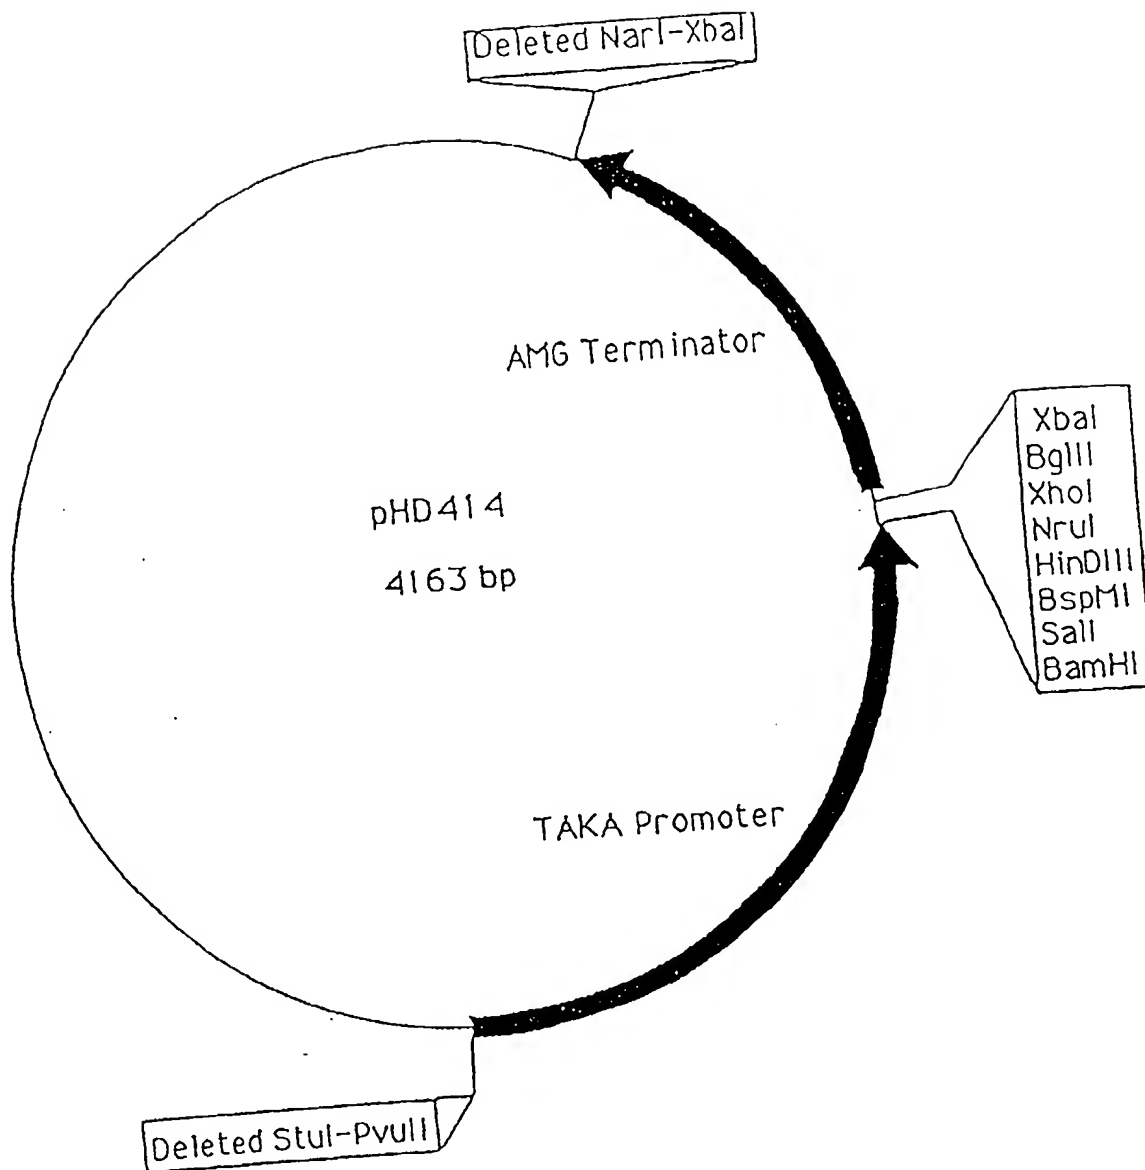 Deleted NarI-XbaI
AMG Terminator
XbaI
BglII
XhoI
NruI
HinDIII
BspMI
SalI
BamHI
pHD414
4163 bp
TAKA Promoter
Deleted StuI-PvuII